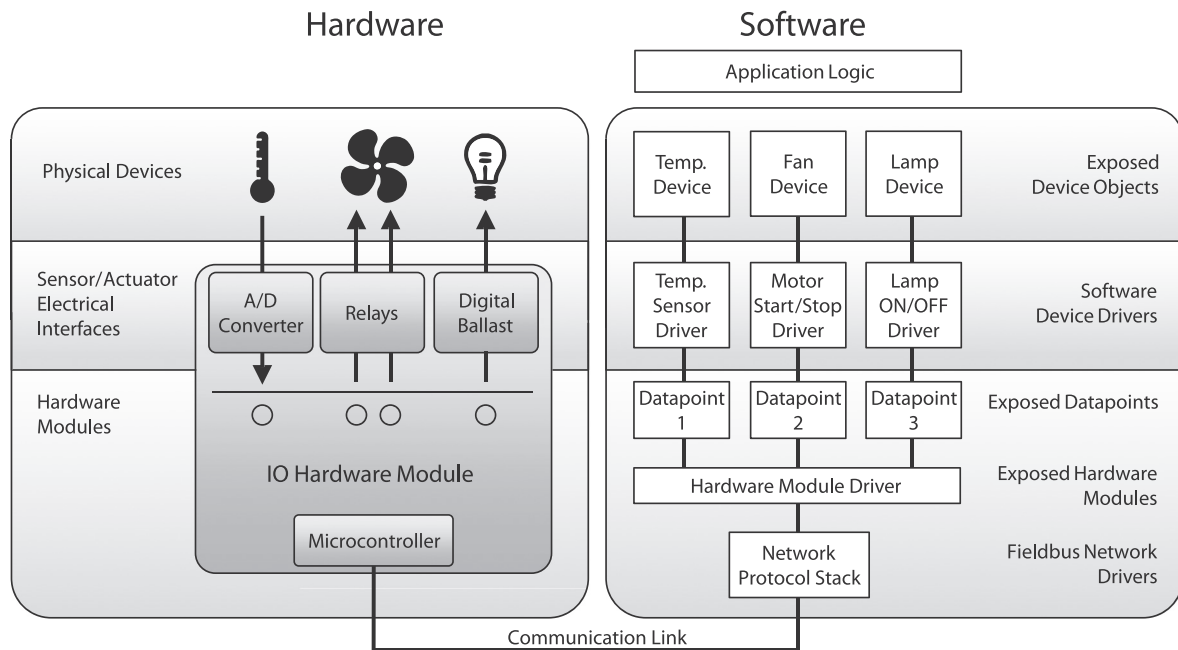 Hardware
Software
Application Logic
Physical Devices
Temp.
Device
Fan
Device
Lamp
Device
Exposed
Device Objects
Sensor/Actuator
Electrical
Interfaces
A/D
Converter
Relays
Digital
Ballast
Temp.
Sensor
Driver
Motor
Start/Stop
Driver
Lamp
ON/OFF
Driver
Software
Device Drivers
Hardware
Modules
Datapoint
1
Datapoint
2
Datapoint
3
Exposed Datapoints
IO Hardware Module
Hardware Module Driver
Exposed Hardware
Modules
Microcontroller
Network
Protocol Stack
Fieldbus Network
Drivers
Communication Link